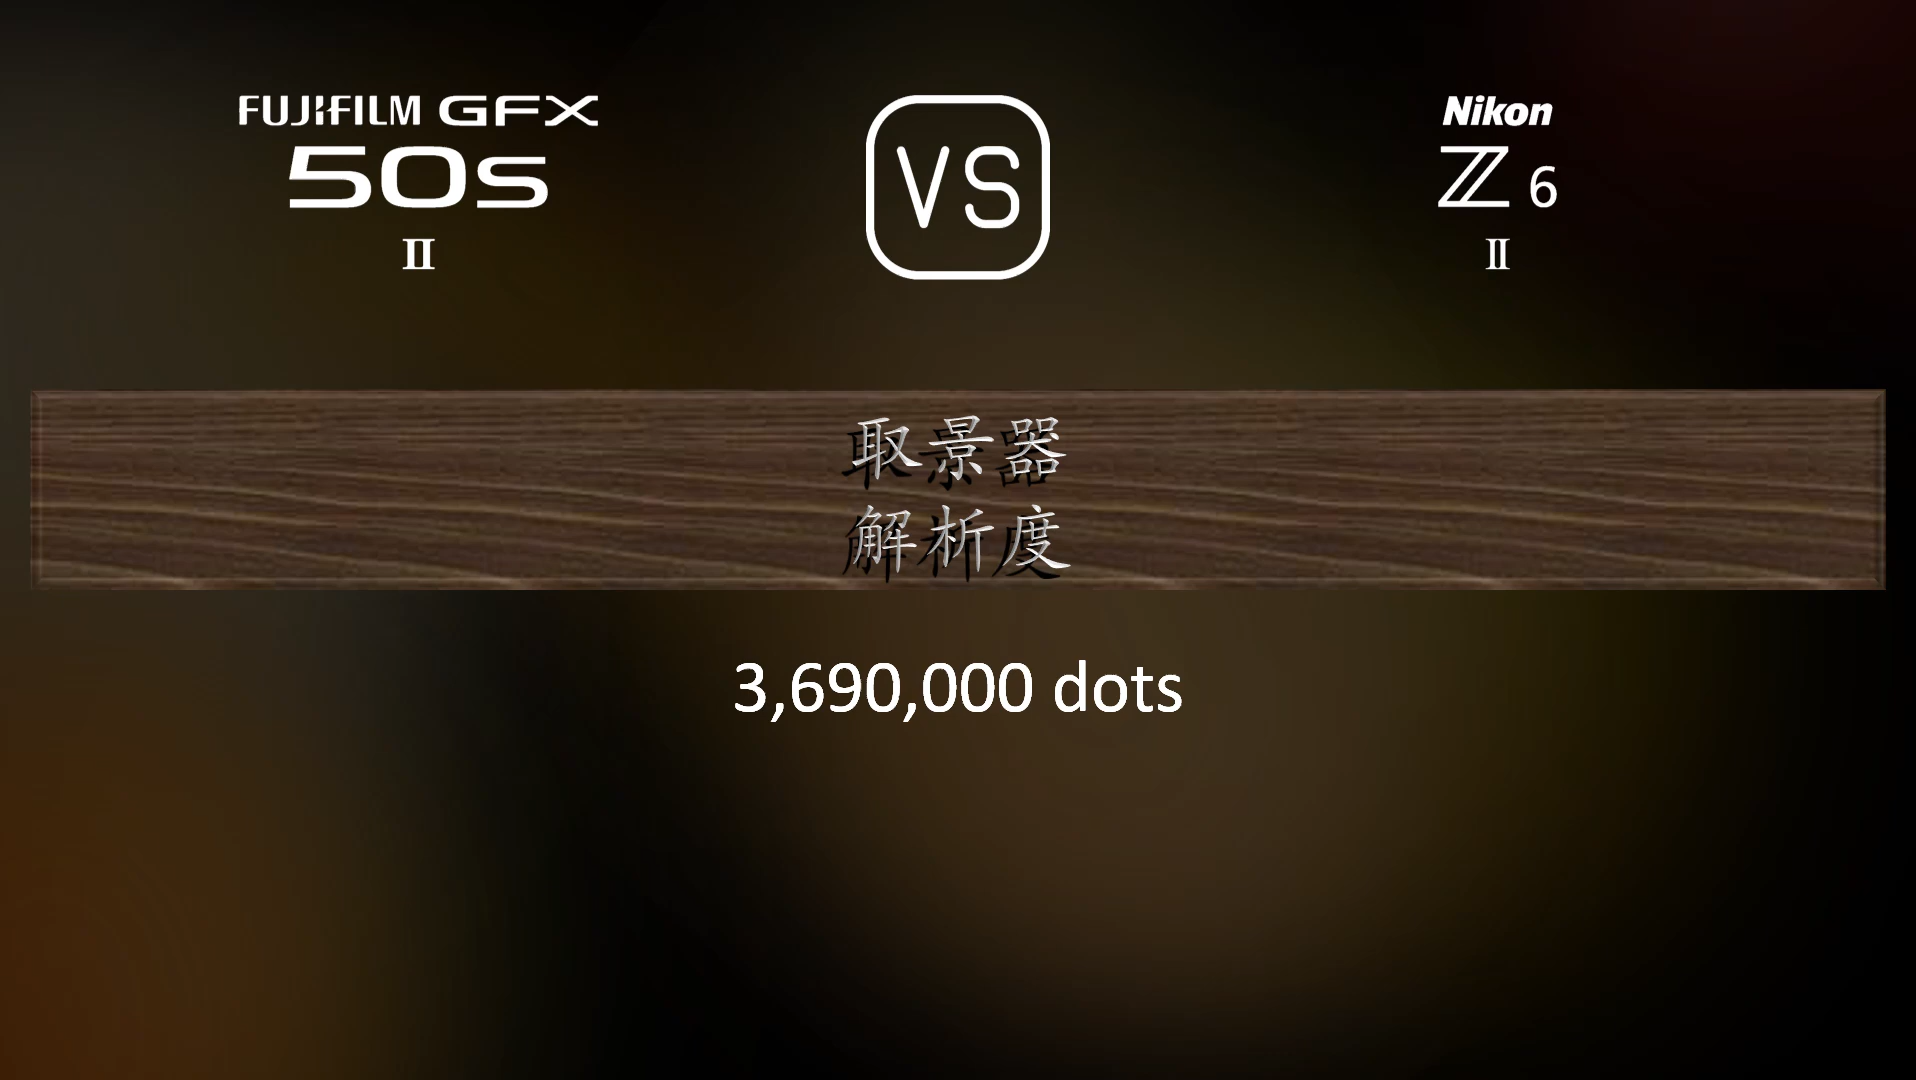 FUJIFILM GFX
50S
II
VS
Nikon
Z 6
II
取景器
解析度
3,690,000 dots